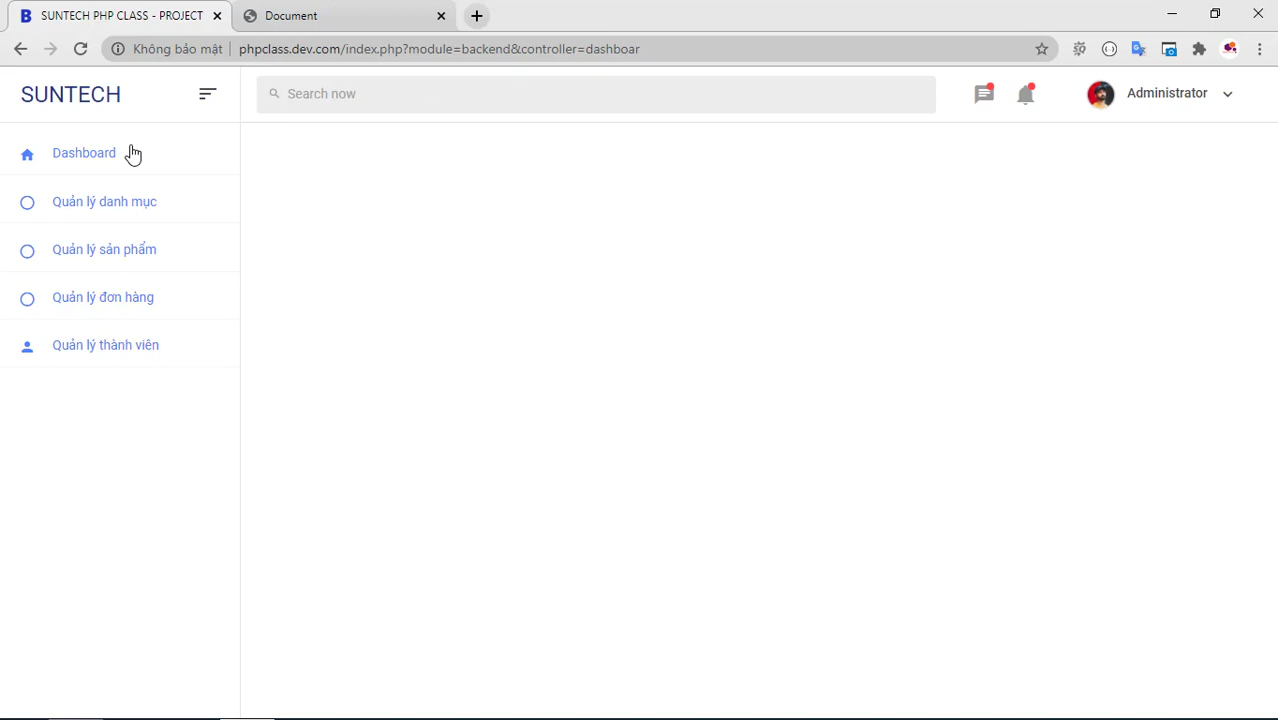 SUNTECH PHP CLASS - PROJECT
Document
Không bảo mật
phpclass.dev.com/index.php?module=backend&controller=dashboar
SUNTECH
Search now
Administrator
Dashboard
Quản lý danh mục
Quản lý sản phẩm
Quản lý đơn hàng
Quản lý thành viên